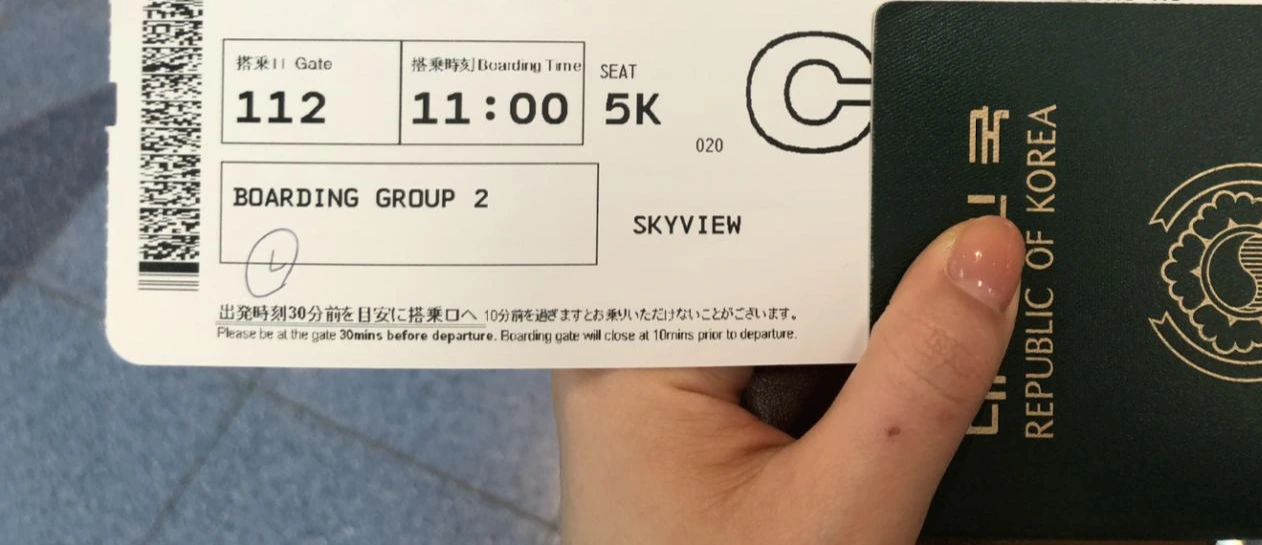 搭乗口 Gate
112
搭乗時刻 Boarding Time
11:00
SEAT
5K
020
C
BOARDING GROUP 2
SKYVIEW
出発時刻30分前を目安に搭乗口へ 10分前を過ぎますとお乗りいただけないことがございます。
Please be at the gate 30mins before departure. Boarding gate will close at 10mins prior to departure.
국
REPUBLIC OF KOREA